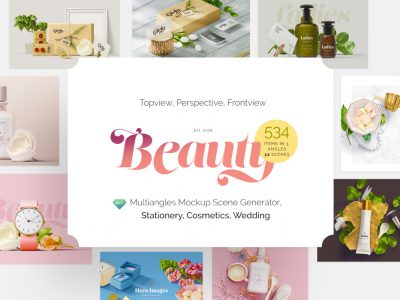 Ladies
Topview, Perspective, Frontview
EST. 2018
Beauty
534
ITEMS IN 3
ANGLES
SCENES
Multiangles Mockup Scene Generator.
Stationery, Cosmetics, Wedding
Beauty
Hero Images